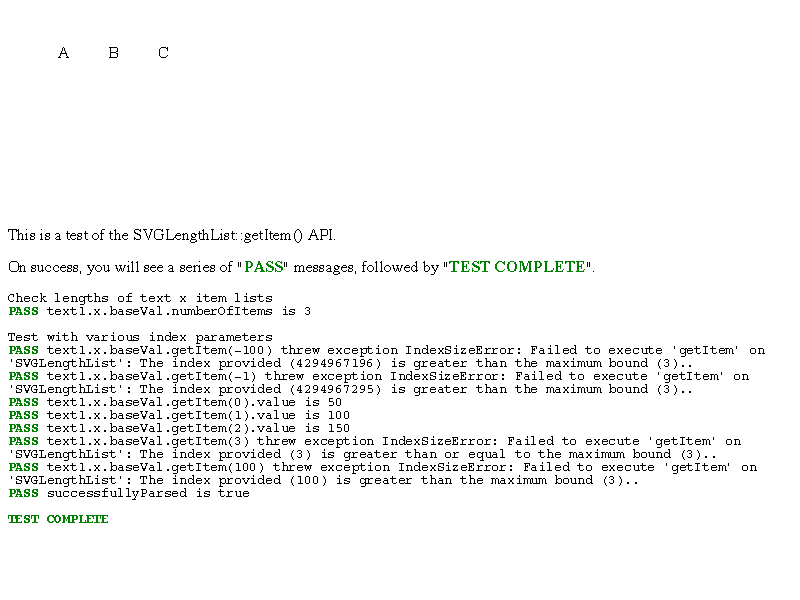 A B C
This is a test of the SVGLengthList::getItem() API.
On success, you will see a series of "PASS" messages, followed by "TEST COMPLETE".
Check lengths of text x item lists
PASS text1.x.baseVal.numberOfItems is 3
Test with various index parameters
PASS text1.x.baseVal.getItem(-100) threw exception IndexSizeError: Failed to execute 'getItem' on
'SVGLengthList': The index provided (4294967196) is greater than the maximum bound (3)..
PASS text1.x.baseVal.getItem(-1) threw exception IndexSizeError: Failed to execute 'getItem' on
'SVGLengthList': The index provided (4294967295) is greater than the maximum bound (3)..
PASS text1.x.baseVal.getItem(0).value is 50
PASS text1.x.baseVal.getItem(1).value is 100
PASS text1.x.baseVal.getItem(2).value is 150
PASS text1.x.baseVal.getItem(3) threw exception IndexSizeError: Failed to execute 'getItem' on
'SVGLengthList': The index provided (3) is greater than or equal to the maximum bound (3)..
PASS text1.x.baseVal.getItem(100) threw exception IndexSizeError: Failed to execute 'getItem' on
'SVGLengthList': The index provided (100) is greater than the maximum bound (3)..
PASS successfullyParsed is true
TEST COMPLETE